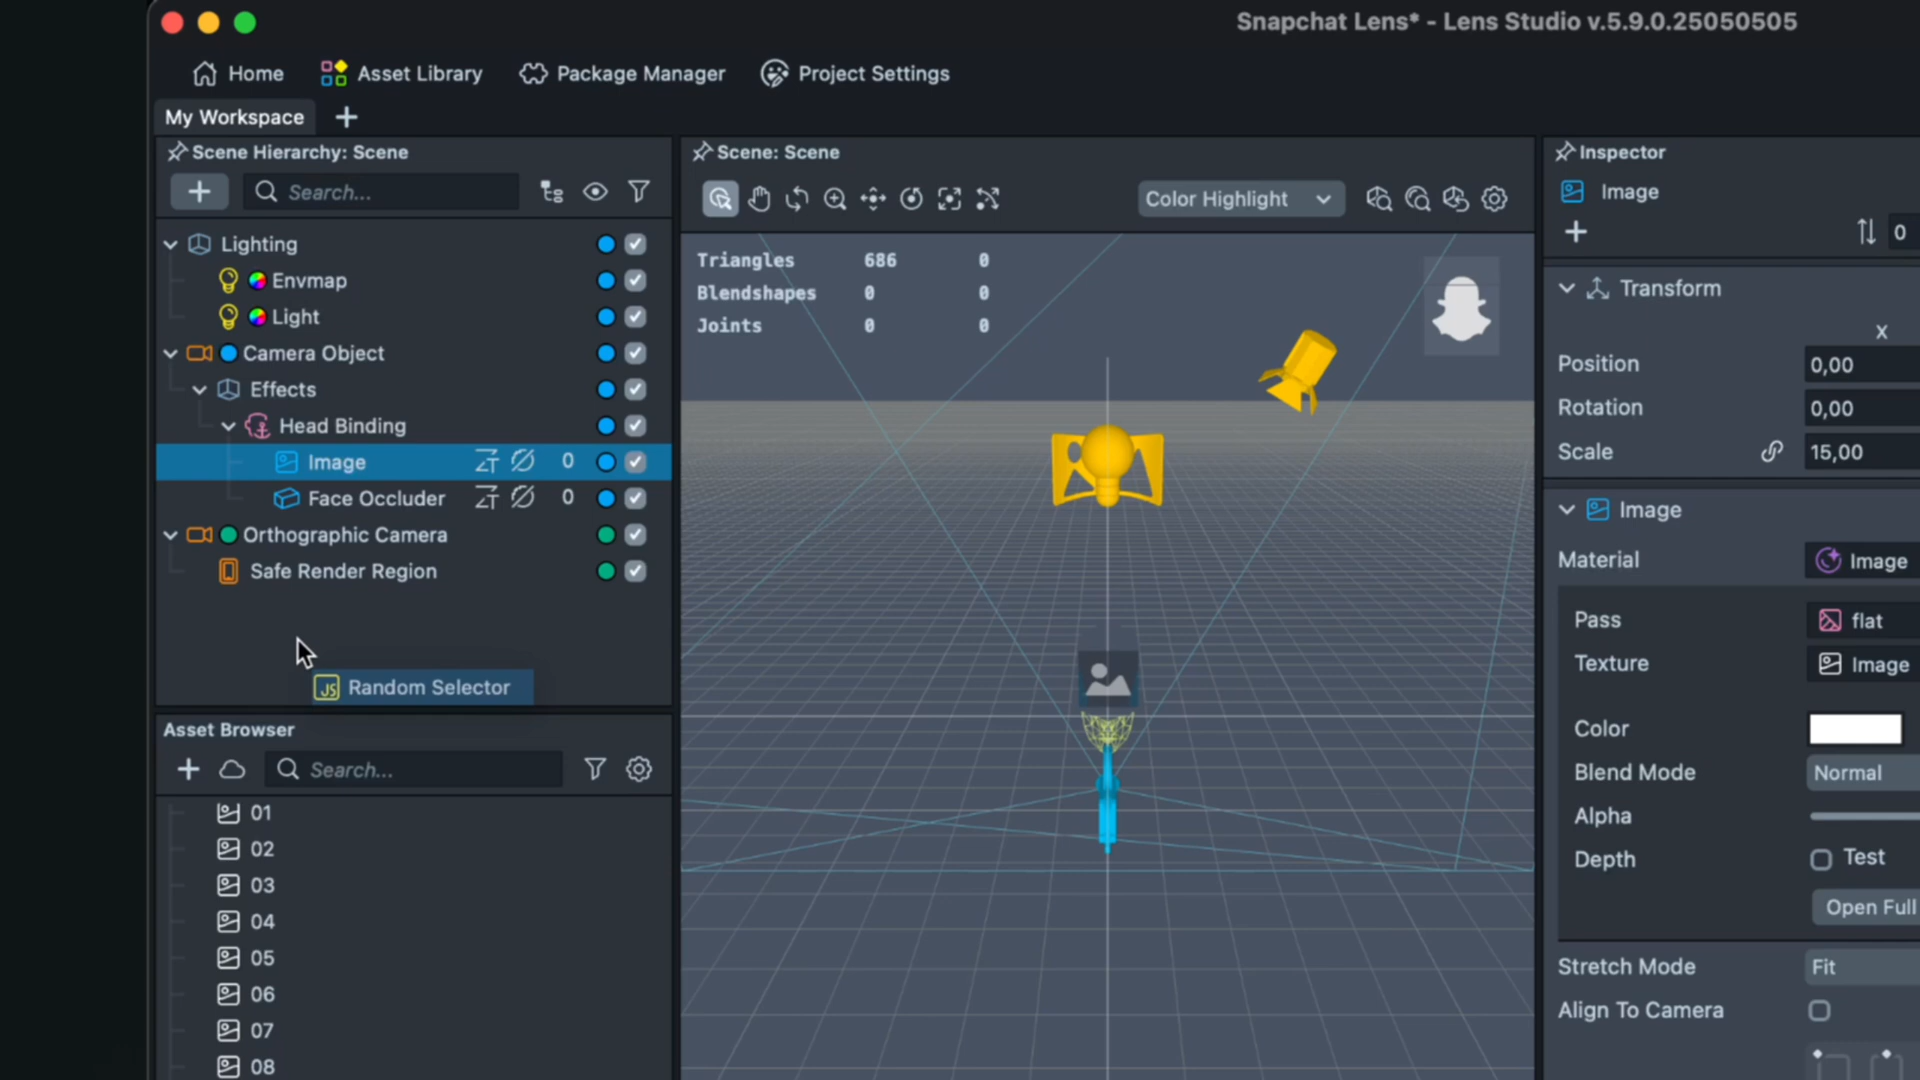 Snapchat Lens* - Lens Studio v.5.9.0.25050505
Home
Asset Library
Package Manager
Project Settings
My Workspace
Scene Hierarchy: Scene
Search...
Lighting
Envmap
Light
Camera Object
Effects
Head Binding
Image 0
Face Occluder 0
Orthographic Camera
Safe Render Region
JS Random Selector
Asset Browser
Search...
01
02
03
04
05
06
07
08
Scene: Scene
Color Highlight
Triangles 686 0
Blendshapes 0 0
Joints 0 0
Inspector
Image
0
Transform
X
Position 0,00
Rotation 0,00
Scale 15,00
Image
Material Image
Pass flat
Texture Image
Color
Blend Mode Normal
Alpha
Depth Test
Open Full
Stretch Mode Fit
Align To Camera